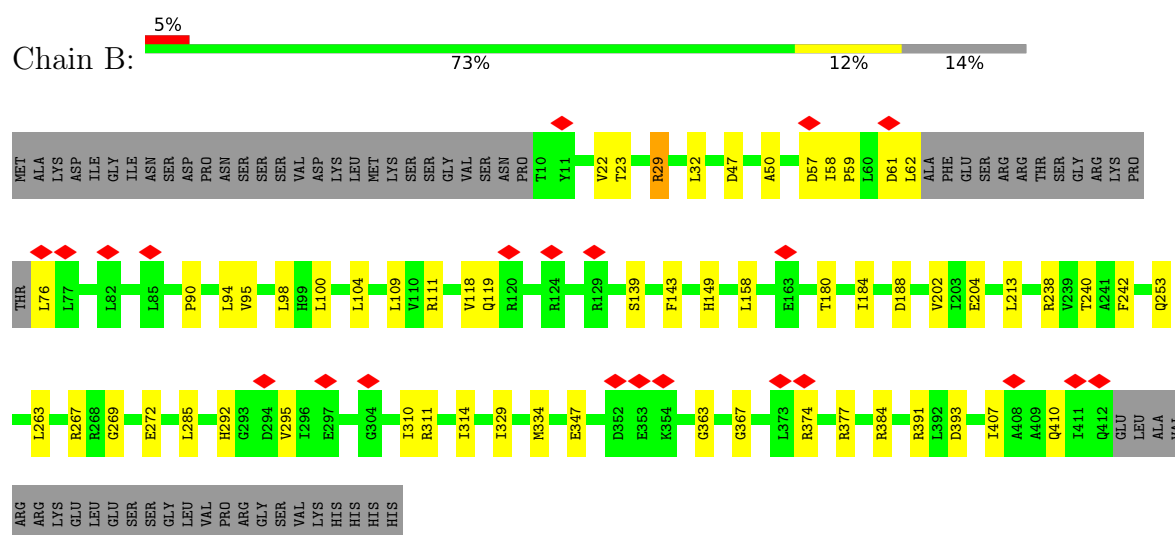 5%
Chain B:
73% 12% 14%
MET ALA LYS ASP ILE GLY ILE ASN SER ASP PRO ASN SER SER SER VAL ASP LYS LEU MET LYS SER SER GLY VAL SER ASN PRO T10 Y11 V22 T23 R29 L32 D47 A50 D57 I58 P59 L60 D61 L62 ALA PHE GLU SER ARG ARG THR SER GLY ARG LYS PRO
THR L76 L77 L82 L85 P90 L94 V95 L98 H99 L100 L104 L109 V110 R111 V118 Q119 R120 R124 R129 S139 F143 H149 L158 E163 T180 I184 D188 V202 I203 E204 L213 R238 V239 T240 A241 F242 Q253
L263 R267 R268 G269 E272 L285 H292 G293 D294 V295 I296 E297 G304 I310 R311 I314 I329 M334 E347 D352 E353 K354 G363 G367 L373 R374 R377 R384 R391 L392 D393 I407 A408 A409 Q410 I411 Q412 GLU LEU ALA VAL
ARG ARG LYS GLU LEU GLU SER SER GLY LEU VAL PRO ARG GLY SER VAL LYS HIS HIS HIS HIS